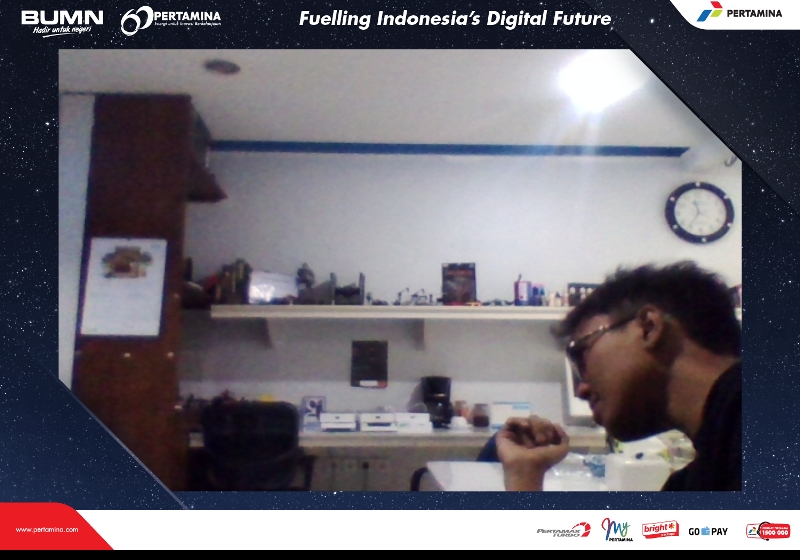 BUMN
Hadir untuk negeri
60 PERTAMINA
Fuelling Indonesia's Digital Future
PERTAMINA
www.pertamina.com
PERTAMAX
TURBO
My
PERTAMINA
bright
GO PAY
1500 000